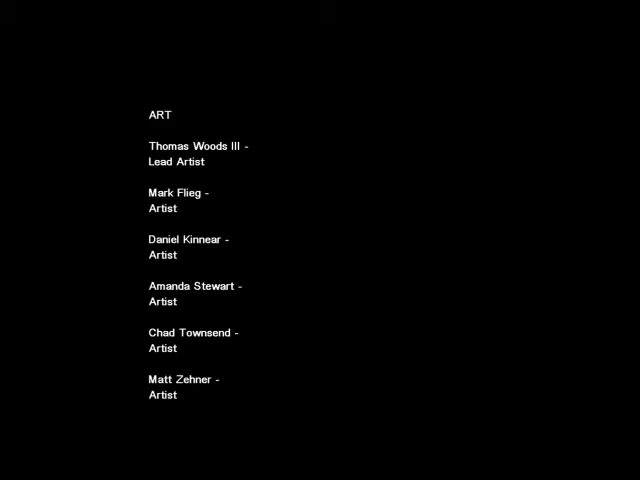 ART
Thomas Woods III -
Lead Artist
Mark Flieg -
Artist
Daniel Kinnear -
Artist
Amanda Stewart -
Artist
Chad Townsend -
Artist
Matt Zehner -
Artist